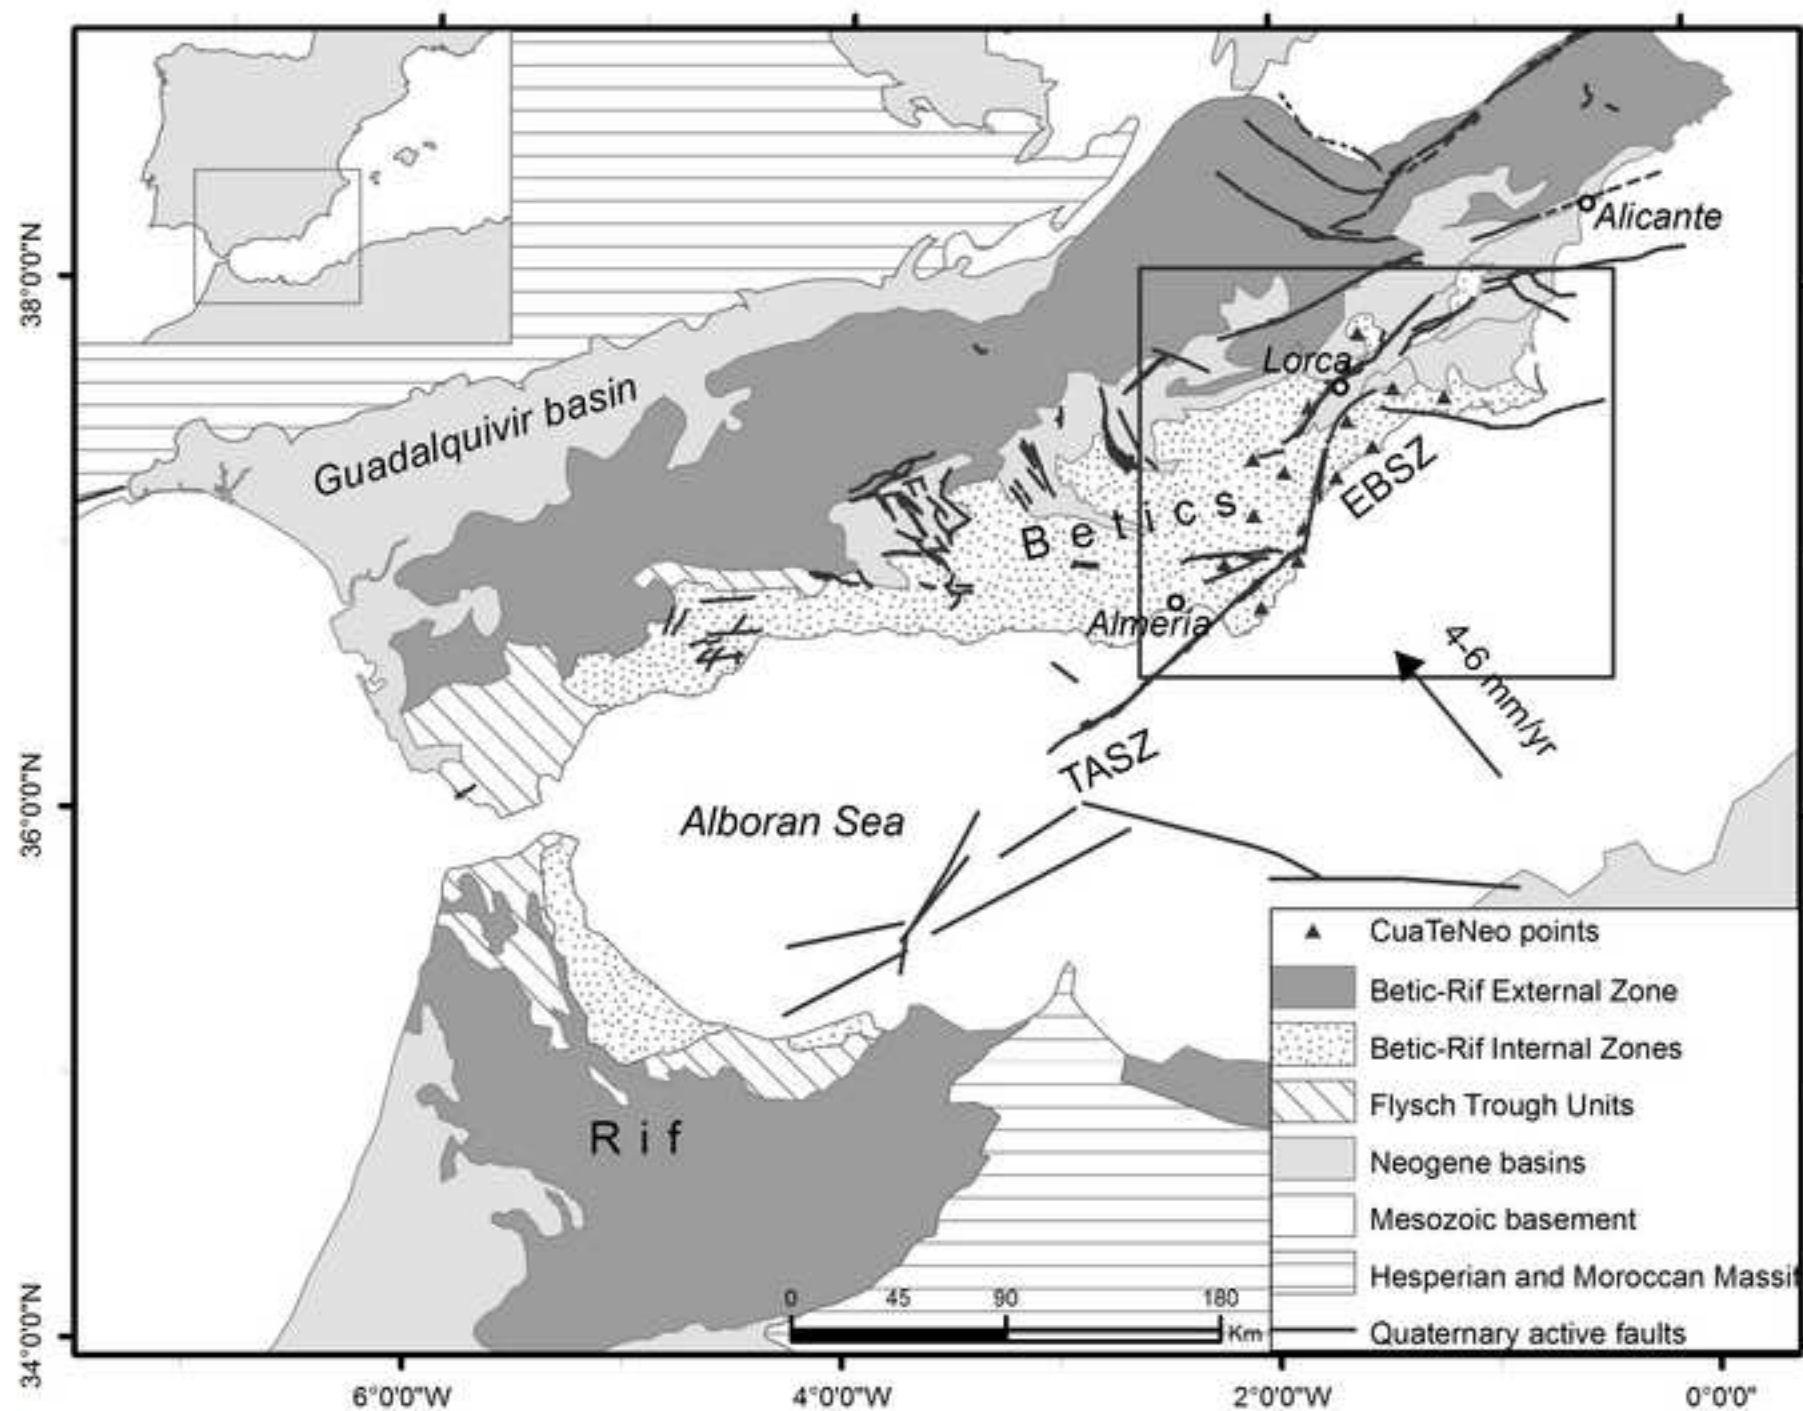 38°0'0"N
36°0'0"N
34°0'0"N
Guadalquivir basin
Betics
Lorca
Alicante
Almeria
EBSZ
TASZ
4-6 mm/yr
Alboran Sea
Rif
CuaTeNeo points
Betic-Rif External Zone
Betic-Rif Internal Zones
Flysch Trough Units
Neogene basins
Mesozoic basement
Hesperian and Moroccan Massif
Quaternary active faults
0 45 90 180
Km
6°0'0"W 4°0'0"W 2°0'0"W 0°0'0"